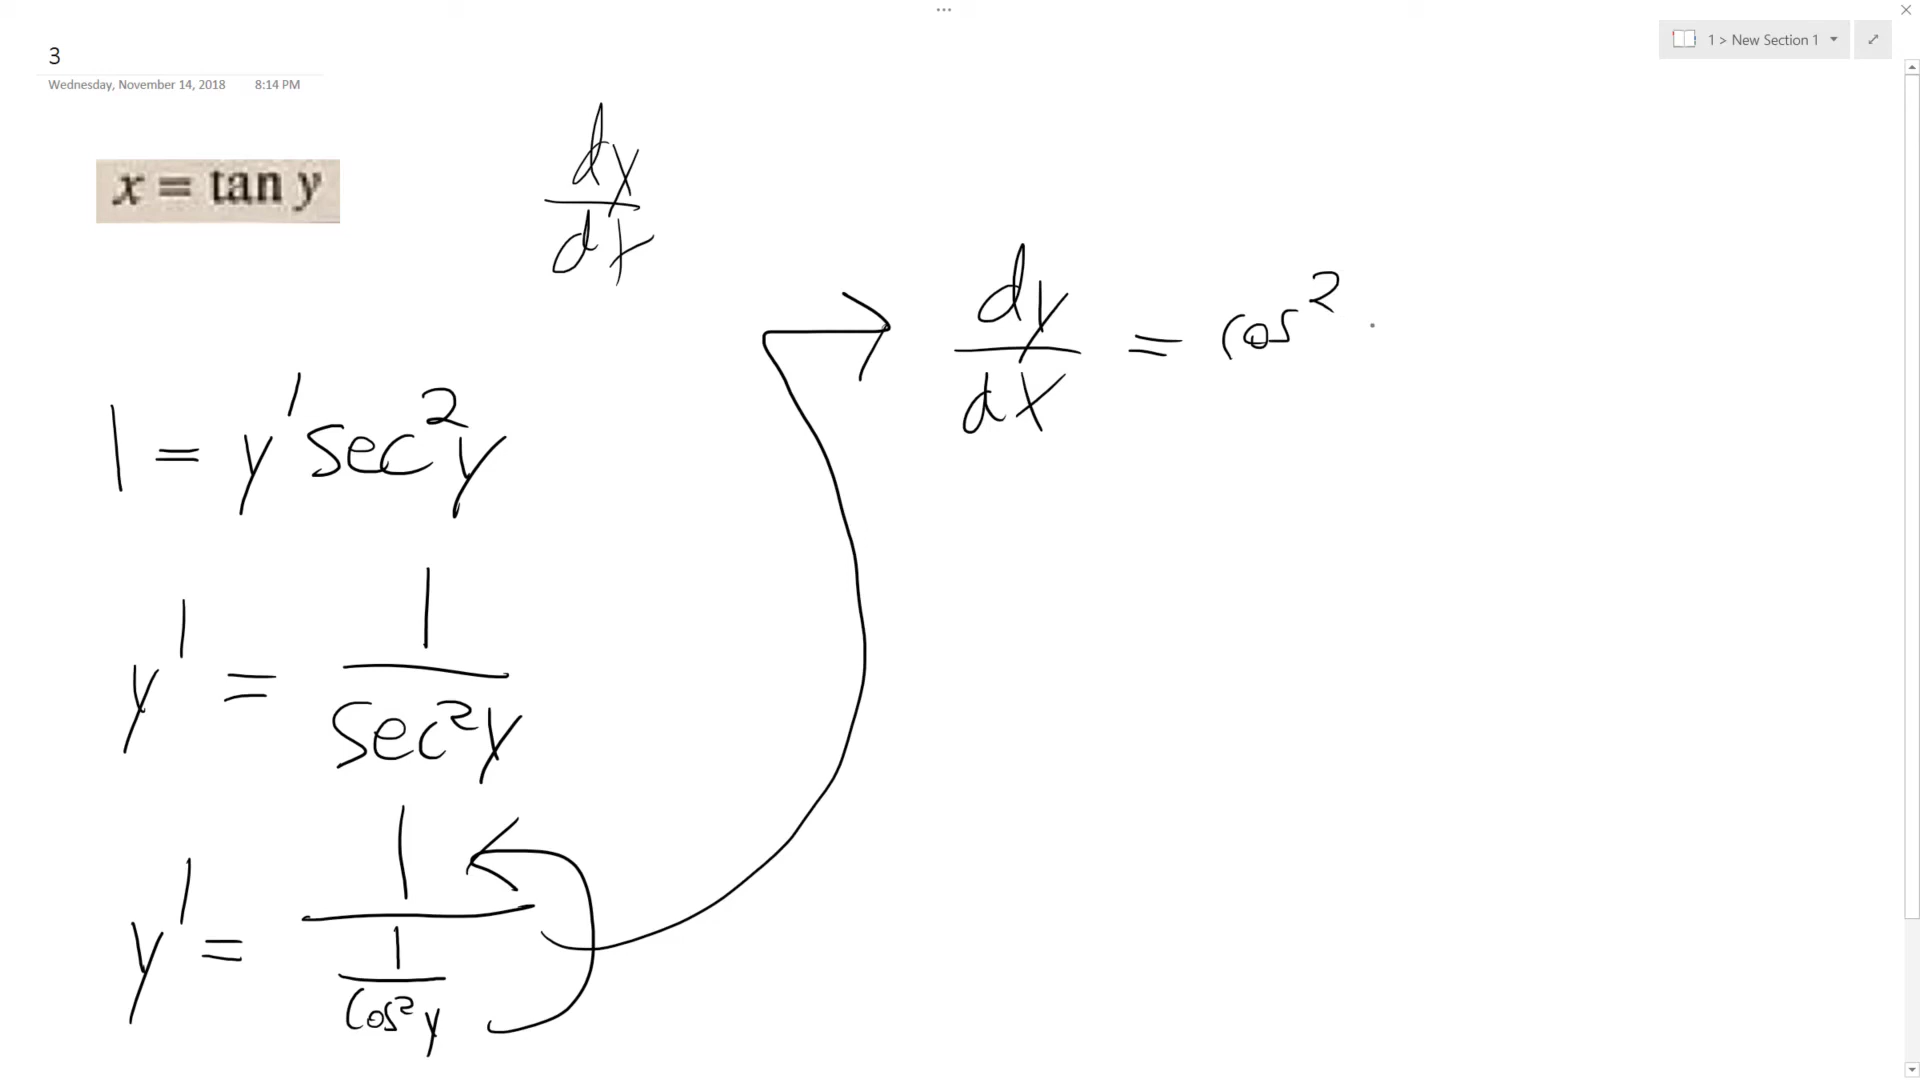 ...
1 > New Section 1
3
Wednesday, November 14, 2018 8:14 PM
x = tan y
dy/dx
1 = y' sec²y
y' = 1/sec²y
y' = 1/(1/cos²y)
dy/dx = cos²